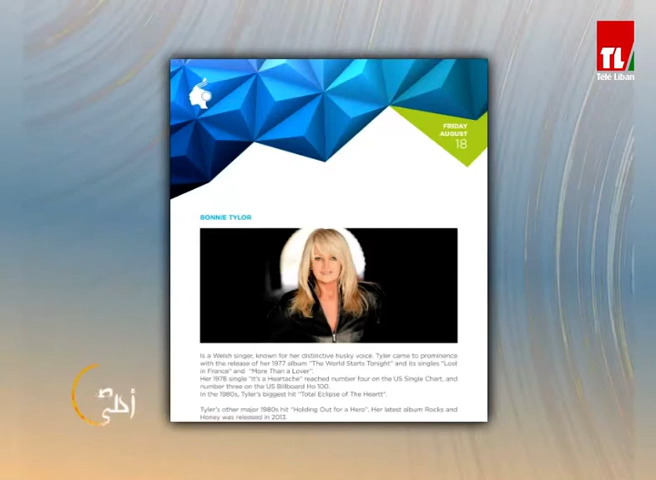 TL
Télé Liban
FRIDAY
AUGUST
18
BONNIE TYLOR
Is a Welsh singer, known for her distinctive husky voice. Tyler came to prominence
with the release of her 1977 album "The World Starts Tonight" and its singles "Lost
in France" and "More Than a Lover".
Her 1978 single "It's a Heartache" reached number four on the US Single Chart, and
number three on the US Billboard Ho 100.
In the 1980s, Tyler's biggest hit "Total Eclipse of The Heartt".
Tyler's other major 1980s hit "Holding Out for a Hero". Her latest album Rocks and
Honey was released in 2013.
أحلى